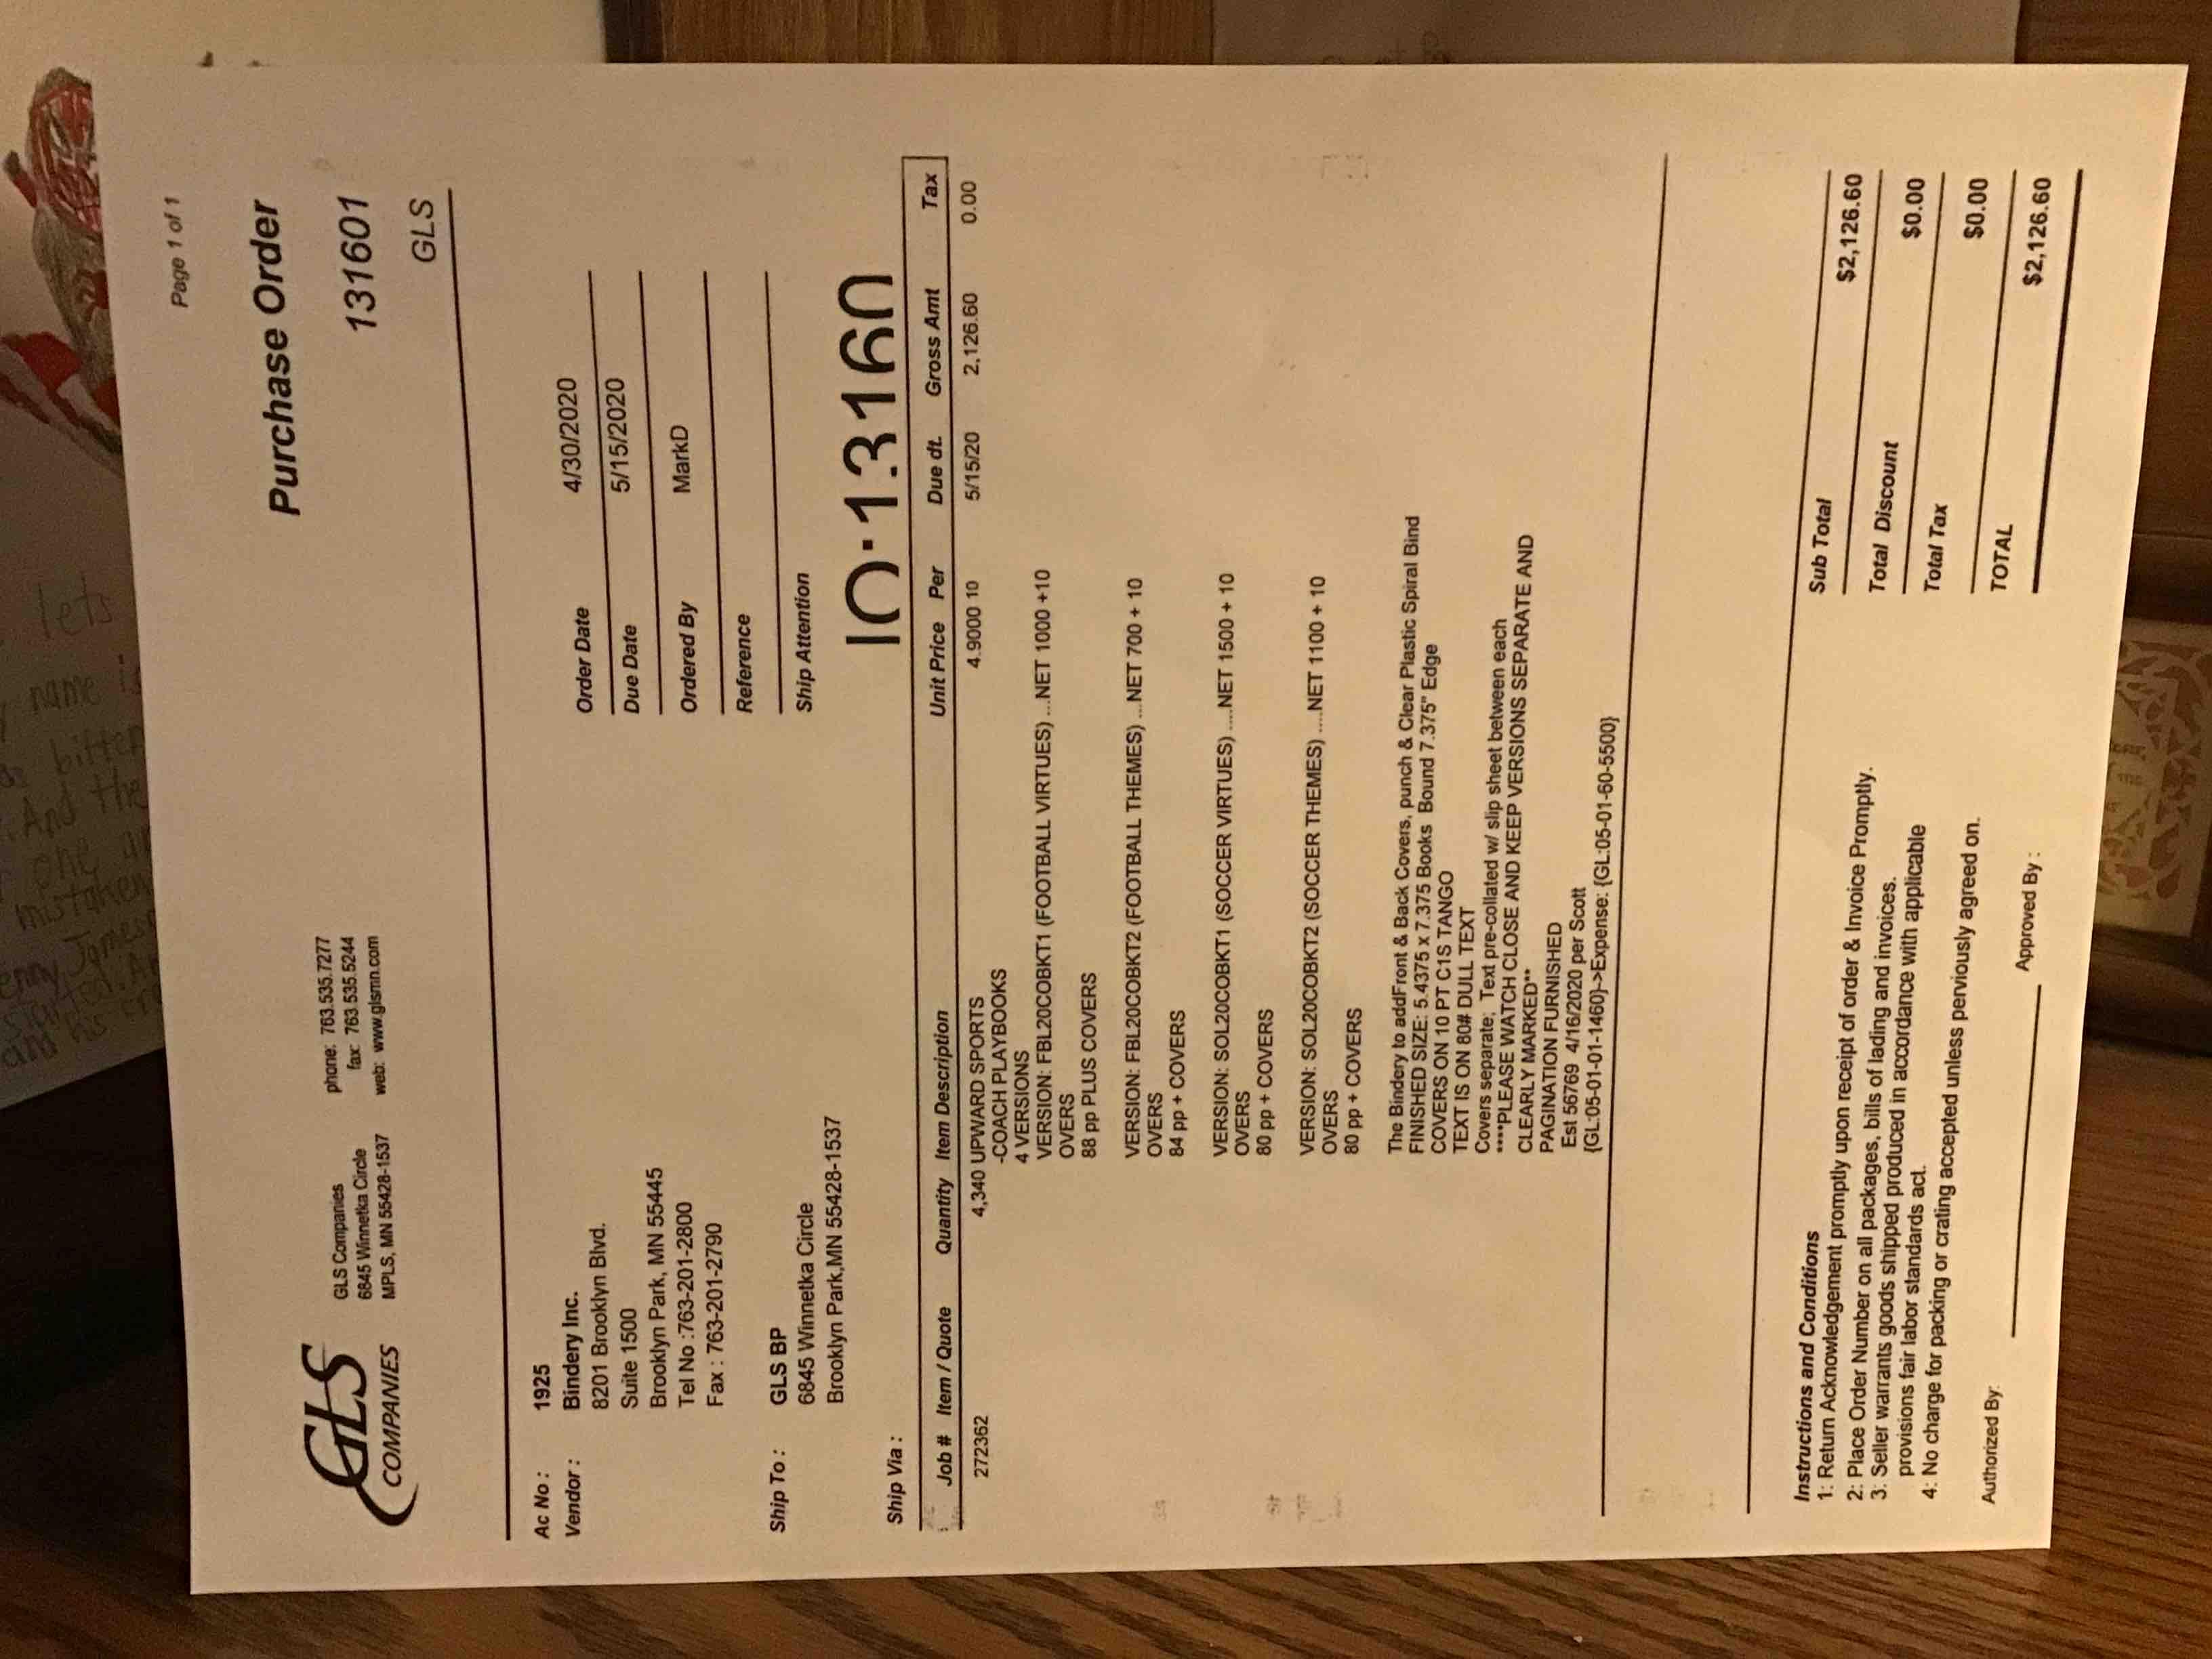 Page 1 of 1
Purchase Order
131601
GLS
GLS
COMPANIES
GLS Companies
6845 Winnetka Circle
MPLS, MN 55428-1537
phone: 763.535.7277
fax: 763.535.5244
web: www.glsmn.com
Ac No : 1925
Vendor : Bindery Inc.
8201 Brooklyn Blvd.
Suite 1500
Brooklyn Park, MN 55445
Tel No :763-201-2800
Fax : 763-201-2790
Order Date 4/30/2020
Due Date 5/15/2020
Ordered By MarkD
Reference
Ship Attention
Ship To : GLS BP
6845 Winnetka Circle
Brooklyn Park,MN 55428-1537
Ship Via :
Job # Item / Quote Quantity Item Description Unit Price Per Due dt. Gross Amt Tax
272362 4,340 UPWARD SPORTS 4.9000 10 5/15/20 2,126.60 0.00
-COACH PLAYBOOKS
4 VERSIONS
VERSION: FBL20COBKT1 (FOOTBALL VIRTUES) ...NET 1000 +10
OVERS
88 pp PLUS COVERS
VERSION: FBL20COBKT2 (FOOTBALL THEMES) ...NET 700 + 10
OVERS
84 pp + COVERS
VERSION: SOL20COBKT1 (SOCCER VIRTUES) ....NET 1500 + 10
OVERS
80 pp + COVERS
VERSION: SOL20COBKT2 (SOCCER THEMES) ....NET 1100 + 10
OVERS
80 pp + COVERS
The Bindery to addFront & Back Covers, punch & Clear Plastic Spiral Bind
FINISHED SIZE: 5.4375 x 7.375 Books Bound 7.375" Edge
COVERS ON 10 PT C1S TANGO
TEXT IS ON 80# DULL TEXT
Covers separate; Text pre-collated w/ slip sheet between each
****PLEASE WATCH CLOSE AND KEEP VERSIONS SEPARATE AND
CLEARLY MARKED**
PAGINATION FURNISHED
Est 56769 4/16/2020 per Scott
{GL:05-01-01-1460}->Expense: {GL:05-01-60-5500}
Instructions and Conditions
1: Return Acknowledgement promptly upon receipt of order & Invoice Promptly.
2: Place Order Number on all packages, bills of lading and invoices.
3: Seller warrants goods shipped produced in accordance with applicable
provisions fair labor standards act.
4: No charge for packing or crating accepted unless perviously agreed on.
Authorized By: Approved By :
Sub Total $2,126.60
Total Discount $0.00
Total Tax $0.00
TOTAL $2,126.60
lets
name is
And the
one
mistaken